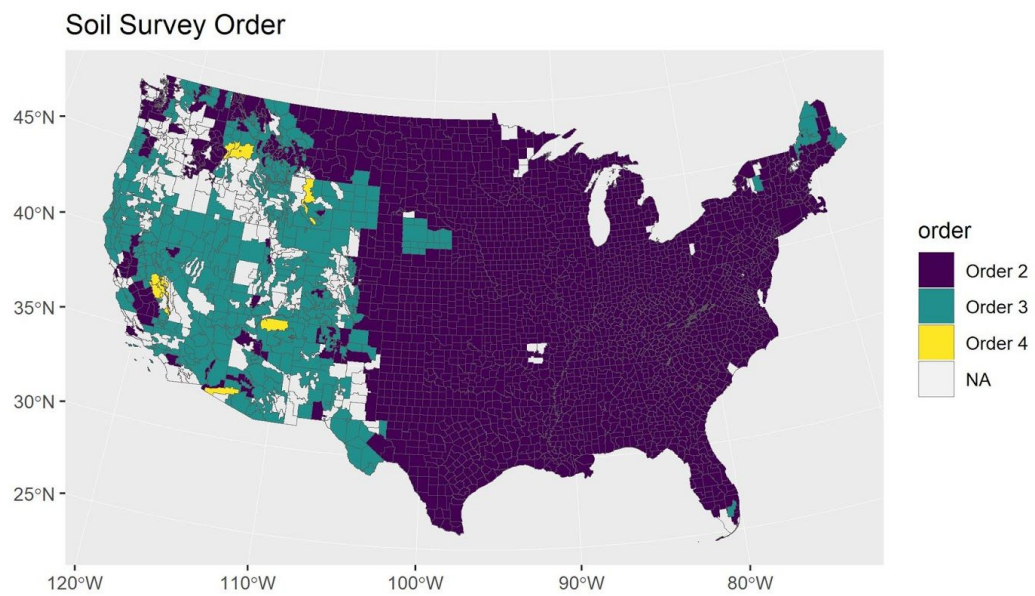 Soil Survey Order
45°N
40°N
35°N
30°N
25°N
120°W
110°W
100°W
90°W
80°W
order
Order 2
Order 3
Order 4
NA